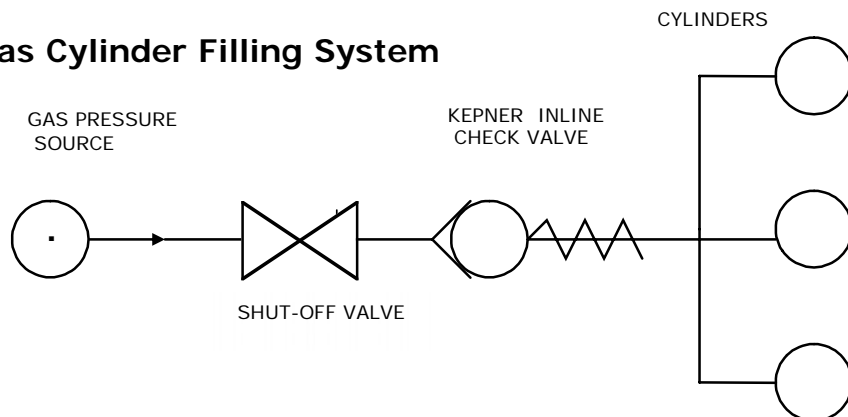 as Cylinder Filling System
CYLINDERS
GAS PRESSURE
SOURCE
KEPNER INLINE
CHECK VALVE
SHUT-OFF VALVE